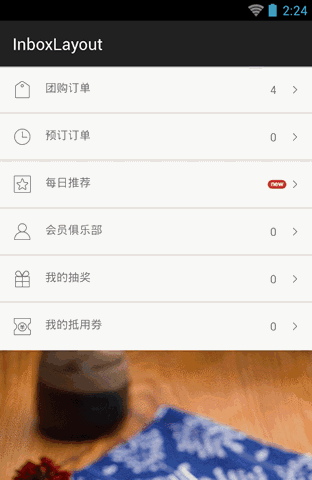 2:24
InboxLayout
团购订单 4
预订订单 0
每日推荐 new
会员俱乐部 0
我的抽奖 0
我的抵用券 0